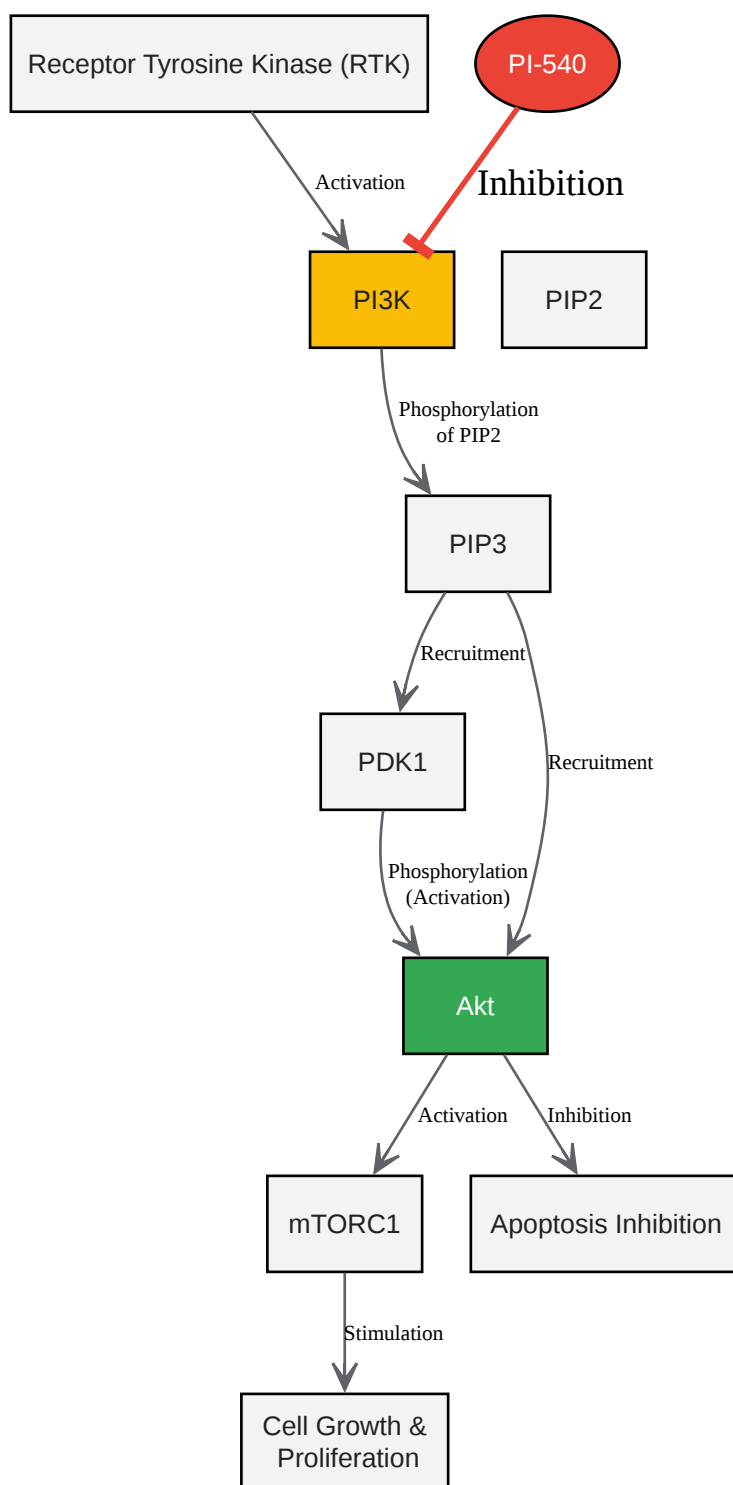 Receptor Tyrosine Kinase (RTK)
PI-540
Activation
Inhibition
PI3K
PIP2
Phosphorylation
of PIP2
PIP3
Recruitment
PDK1
Recruitment
Phosphorylation
(Activation)
Akt
Activation
Inhibition
mTORC1
Apoptosis Inhibition
Stimulation
Cell Growth &
Proliferation